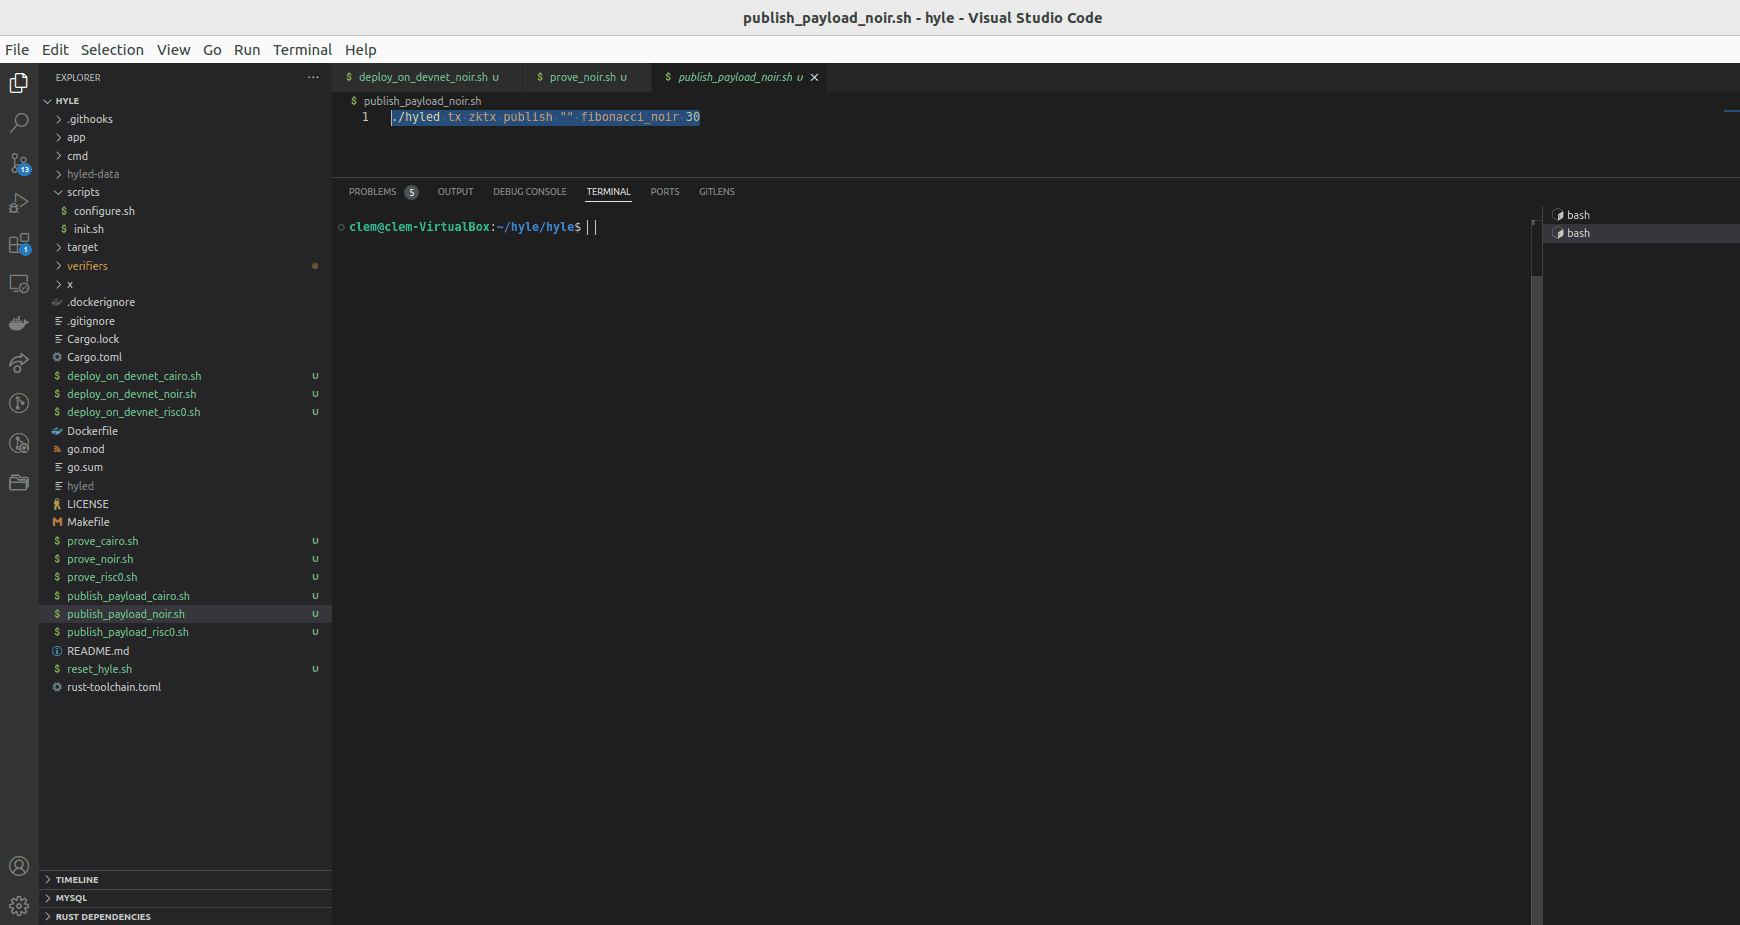 publish_payload_noir.sh - hyle - Visual Studio Code
File Edit Selection View Go Run Terminal Help
EXPLORER ...
HYLE
.githooks
app
cmd
hyled-data
scripts
$ configure.sh
$ init.sh
target
verifiers
x
.dockerignore
.gitignore
Cargo.lock
Cargo.toml
$ deploy_on_devnet_cairo.sh U
$ deploy_on_devnet_noir.sh U
$ deploy_on_devnet_risc0.sh U
Dockerfile
go.mod
go.sum
hyled
LICENSE
M Makefile
$ prove_cairo.sh U
$ prove_noir.sh U
$ prove_risc0.sh U
$ publish_payload_cairo.sh U
$ publish_payload_noir.sh U
$ publish_payload_risc0.sh U
README.md
$ reset_hyle.sh U
rust-toolchain.toml
TIMELINE
MYSQL
RUST DEPENDENCIES
13
1
$ deploy_on_devnet_noir.sh U $ prove_noir.sh U $ publish_payload_noir.sh U
$ publish_payload_noir.sh
1 ./hyled tx zktx publish "" fibonacci_noir 30
PROBLEMS 5 OUTPUT DEBUG CONSOLE TERMINAL PORTS GITLENS
clem@clem-VirtualBox:~/hyle/hyle$
bash
bash